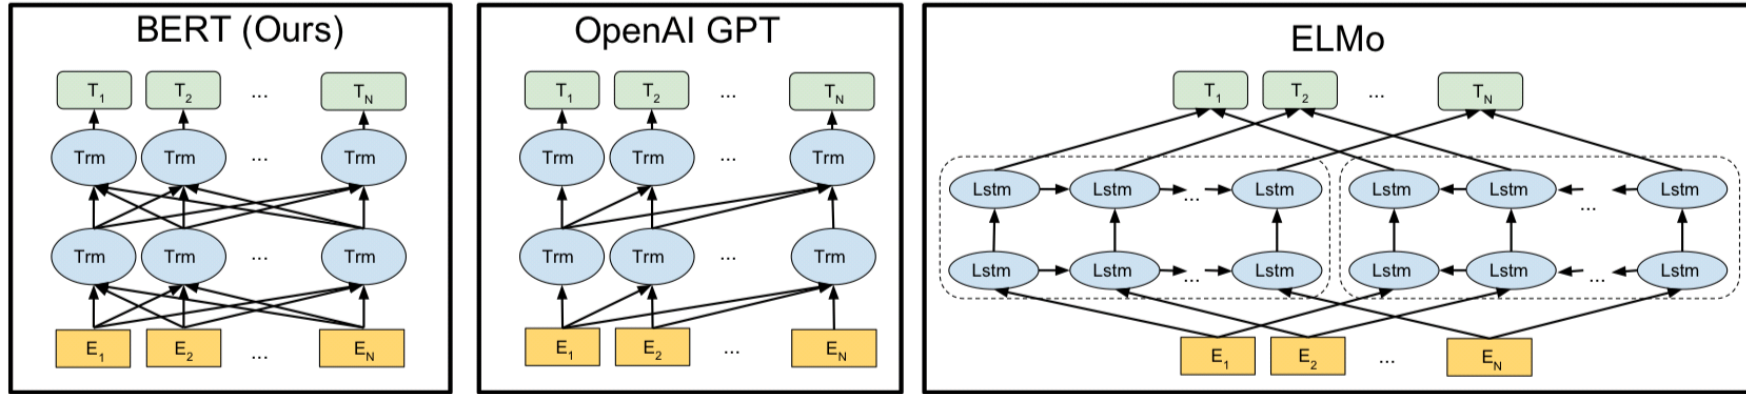 BERT (Ours)
T1 T2 ... TN
Trm Trm ... Trm
Trm Trm ... Trm
E1 E2 ... EN
OpenAI GPT
T1 T2 ... TN
Trm Trm ... Trm
Trm Trm ... Trm
E1 E2 ... EN
ELMo
T1 T2 ... TN
Lstm Lstm ... Lstm Lstm Lstm ... Lstm
Lstm Lstm ... Lstm Lstm Lstm ... Lstm
E1 E2 ... EN